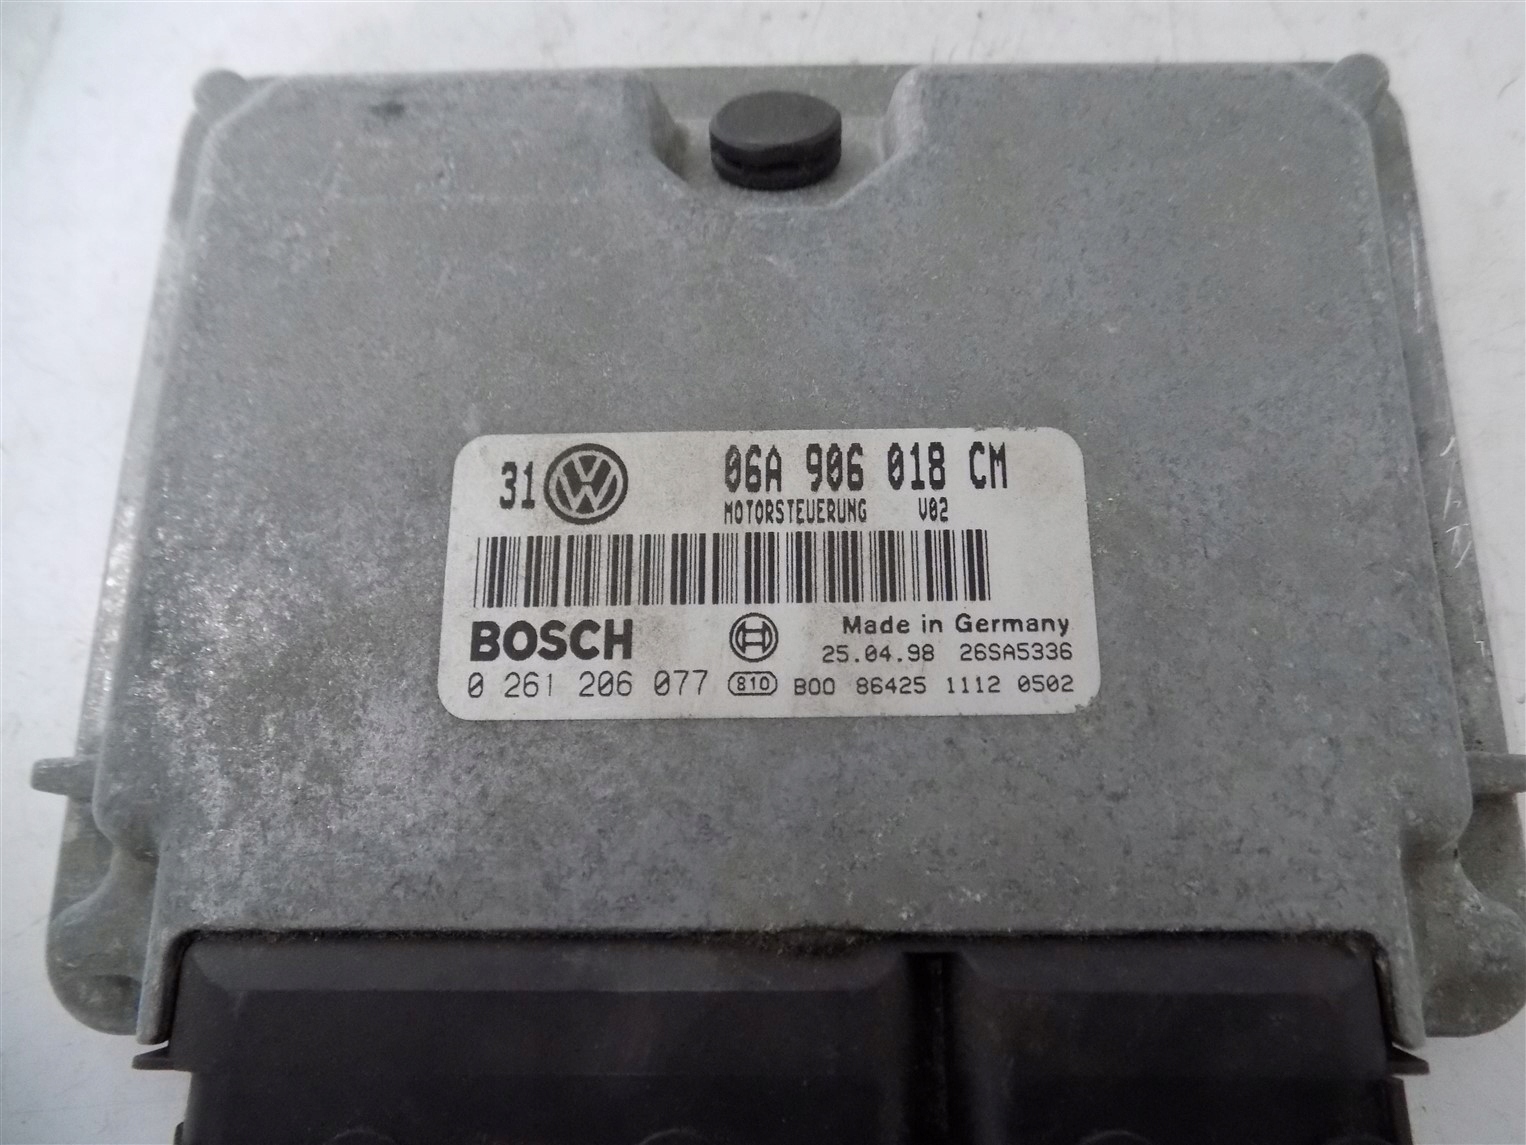 31 VW 06A 906 018 CM
MOTORSTEUERUNG V02
BOSCH Made in Germany
25.04.98 26SA5336
0 261 206 077 810 B00 86425 1112 0502